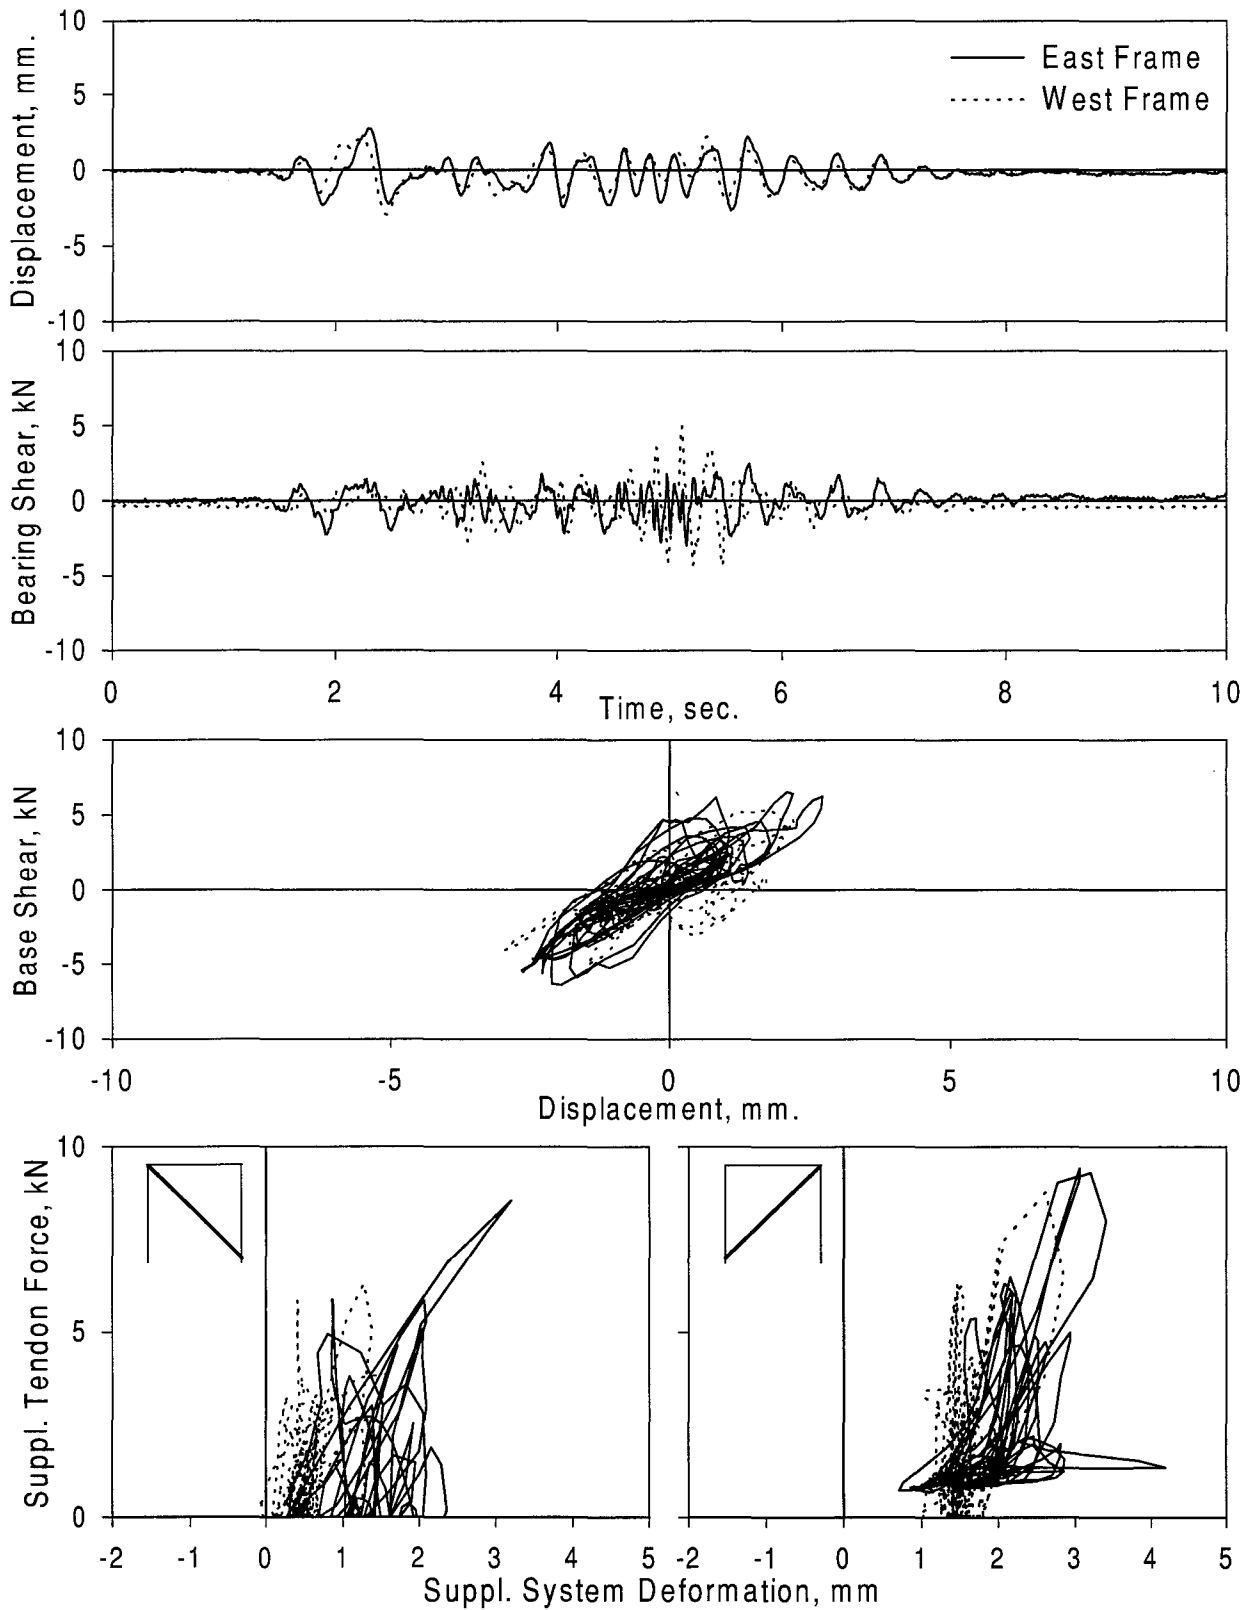 10
5
0
-5
-10
Displacement, mm.
East Frame
West Frame
10
5
0
-5
-10
Bearing Shear, kN
0 2 4 6 8 10
Time, sec.
10
5
0
-5
-10
Base Shear, kN
-10 -5 0 5 10
Displacement, mm.
10
5
0
Suppl. Tendon Force, kN
-2 -1 0 1 2 3 4 5
-2 -1 0 1 2 3 4 5
Suppl. System Deformation, mm